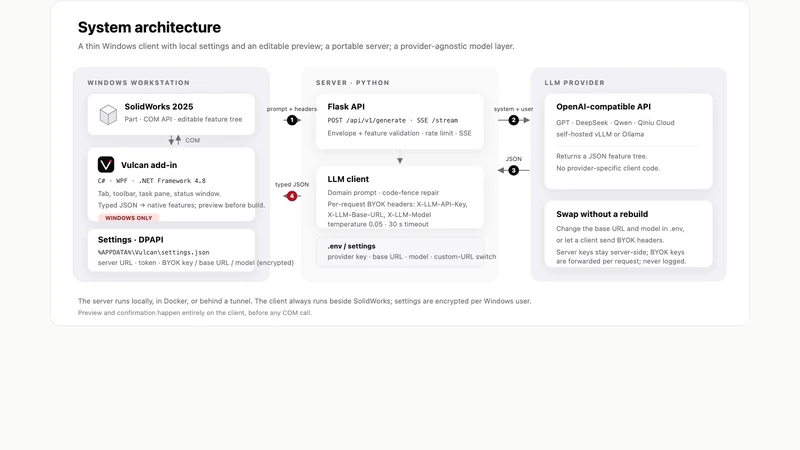 System architecture
A thin Windows client with local settings and an editable preview; a portable server; a provider-agnostic model layer.
WINDOWS WORKSTATION
SolidWorks 2025
Part · COM API · editable feature tree
COM
Vulcan add-in
C# · WPF · .NET Framework 4.8
Tab, toolbar, task pane, status window.
Typed JSON → native features; preview before build.
WINDOWS ONLY
Settings · DPAPI
%APPDATA%\Vulcan\settings.json
server URL · token · BYOK key / base URL / model (encrypted)
prompt + headers
1
typed JSON
4
SERVER · PYTHON
Flask API
POST /api/v1/generate · SSE /stream
Envelope + feature validation · rate limit · SSE
LLM client
Domain prompt · code-fence repair
Per-request BYOK headers: X-LLM-API-Key,
X-LLM-Base-URL, X-LLM-Model
temperature 0.05 · 30 s timeout
.env / settings
provider key · base URL · model · custom-URL switch
system + user
2
JSON
3
LLM PROVIDER
OpenAI-compatible API
GPT · DeepSeek · Qwen · Qiniu Cloud
self-hosted vLLM or Ollama
Returns a JSON feature tree.
No provider-specific client code.
Swap without a rebuild
Change the base URL and model in .env,
or let a client send BYOK headers.
Server keys stay server-side; BYOK keys
are forwarded per request; never logged.
The server runs locally, in Docker, or behind a tunnel. The client always runs beside SolidWorks; settings are encrypted per Windows user.
Preview and confirmation happen entirely on the client, before any COM call.